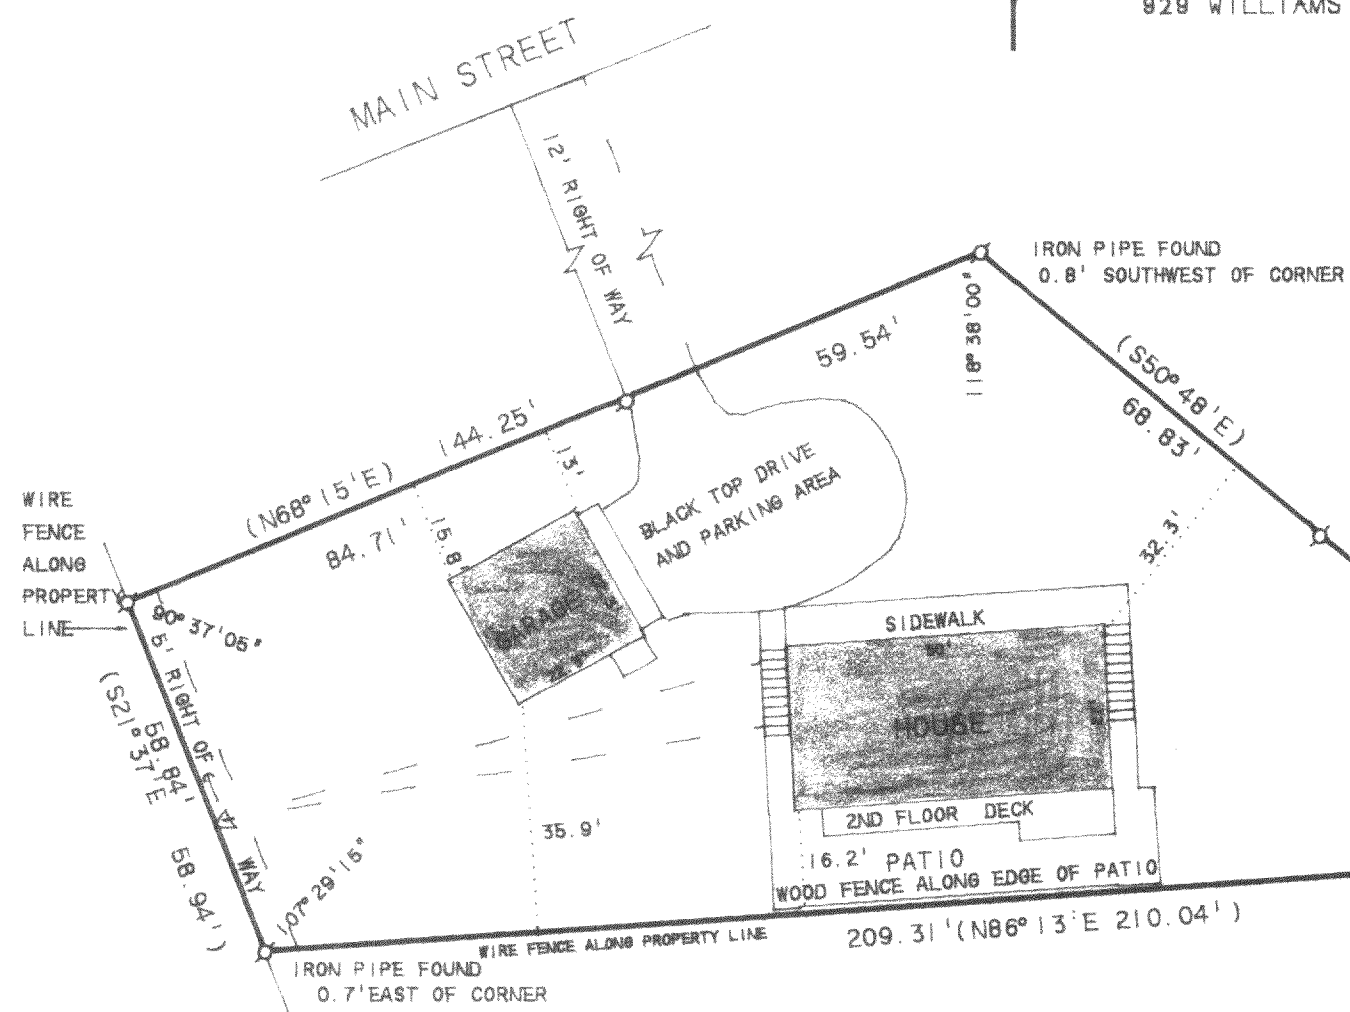 929 WILLIAMS
MAIN STREET
12' RIGHT OF WAY
IRON PIPE FOUND
0.8' SOUTHWEST OF CORNER
118° 38' 00"
59.54'
(S50° 48'E)
68.83'
144.25'
(N68° 15'E)
84.71'
13'
15.8'
BLACK TOP DRIVE
AND PARKING AREA
32.3'
WIRE
FENCE
ALONG
PROPERTY
LINE
90° 37'05"
GARAGE
SIDEWALK
5' RIGHT OF WAY
(S21° 37'E
58.84'
58.94')
HOUSE
2ND FLOOR DECK
35.9'
16.2' PATIO
WOOD FENCE ALONG EDGE OF PATIO
107° 29'15"
WIRE FENCE ALONG PROPERTY LINE
209.31'(N86° 13'E 210.04')
IRON PIPE FOUND
0.7'EAST OF CORNER